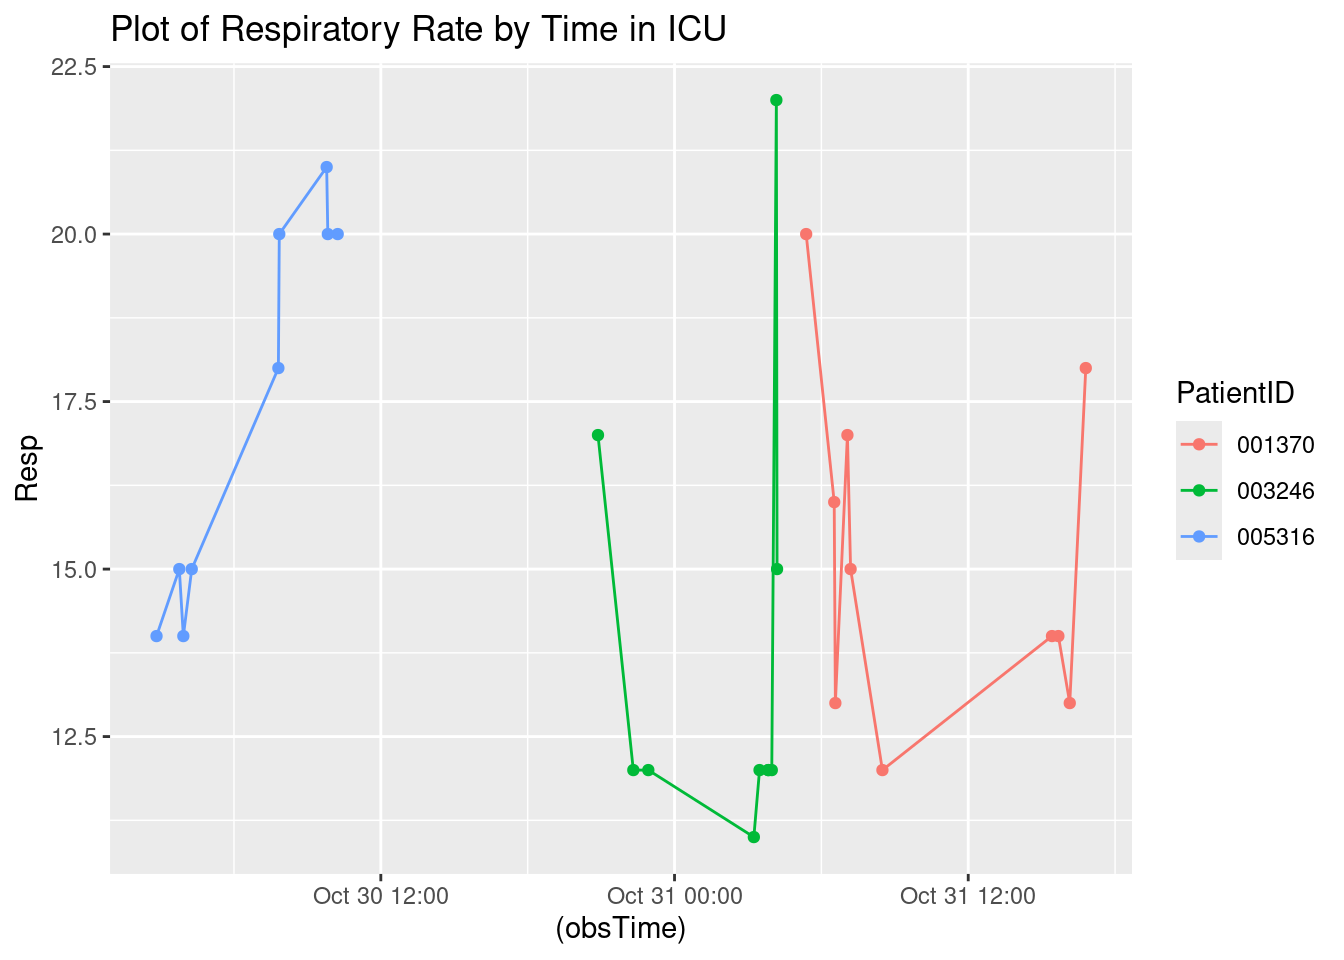 Plot of Respiratory Rate by Time in ICU
22.5
20.0
17.5
15.0
12.5
Resp
Oct 30 12:00
Oct 31 00:00
Oct 31 12:00
(obsTime)
PatientID
001370
003246
005316